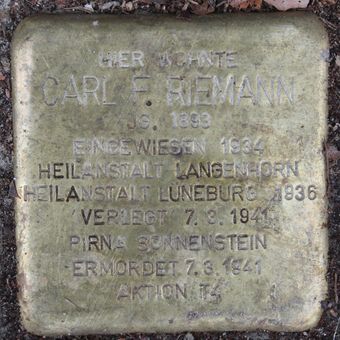 HIER WOHNTE
CARL F. RIEMANN
JG. 1893
EINGEWIESEN 1934
HEILANSTALT LANGENHORN
HEILANSTALT LÜNEBURG 1936
'VERLEGT' 7.3.1941
PIRNA SONNENSTEIN
ERMORDET 7.3.1941
AKTION T4